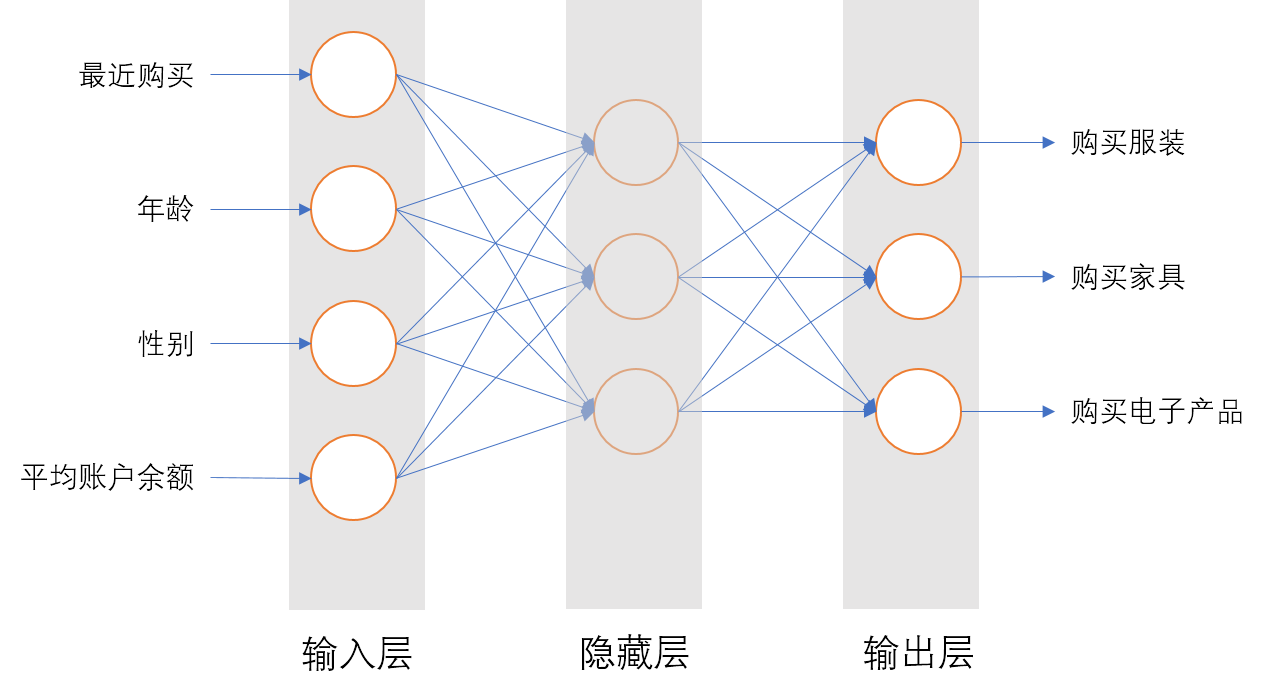 最近购买
年龄
性别
平均账户余额
购买服装
购买家具
购买电子产品
输入层
隐藏层
输出层